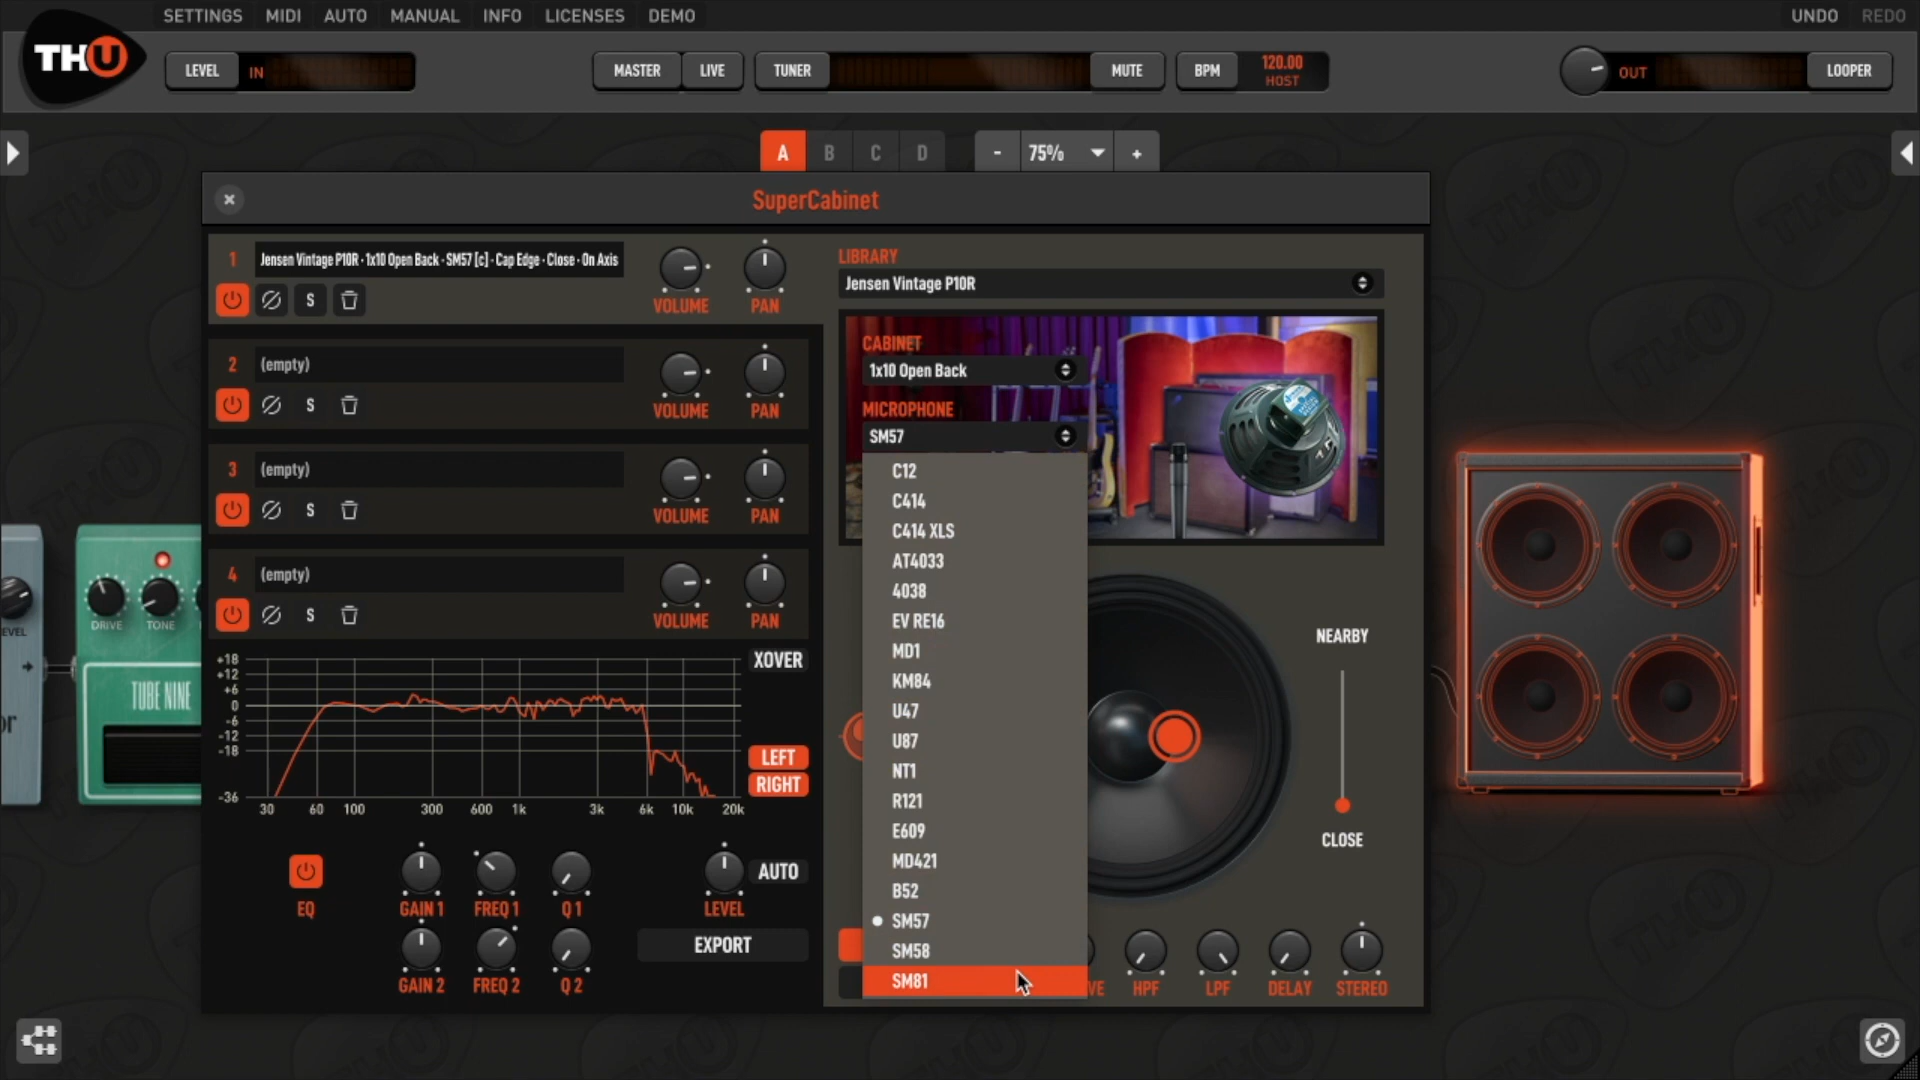 SETTINGS MIDI AUTO MANUAL INFO LICENSES DEMO UNDO REDO
THU
LEVEL IN MASTER LIVE TUNER MUTE BPM 120.00 HOST OUT LOOPER
A B C D - 75% +
SuperCabinet
1 Jensen Vintage P10R - 1x10 Open Back - SM57 [c] - Cap Edge - Close - On Axis
S
VOLUME PAN
2 (empty)
S
VOLUME PAN
3 (empty)
S
VOLUME PAN
4 (empty)
S
VOLUME PAN
LIBRARY
Jensen Vintage P10R
CABINET
1x10 Open Back
MICROPHONE
SM57
C12
C414
C414 XLS
AT4033
4038
EV RE16
MD1
KM84
U47
U87
NT1
R121
E609
MD421
B52
SM57
SM58
SM81
NEARBY
CLOSE
VE HPF LPF DELAY STEREO
EVEL
DRIVE TONE
TUBE NINE
or
+18
+12
+6
0
-6
-12
-18
-36
30 60 100 300 600 1k 3k 6k 10k 20k
XOVER
LEFT
RIGHT
EQ GAIN 1 FREQ 1 Q 1 LEVEL AUTO
GAIN 2 FREQ 2 Q 2 EXPORT